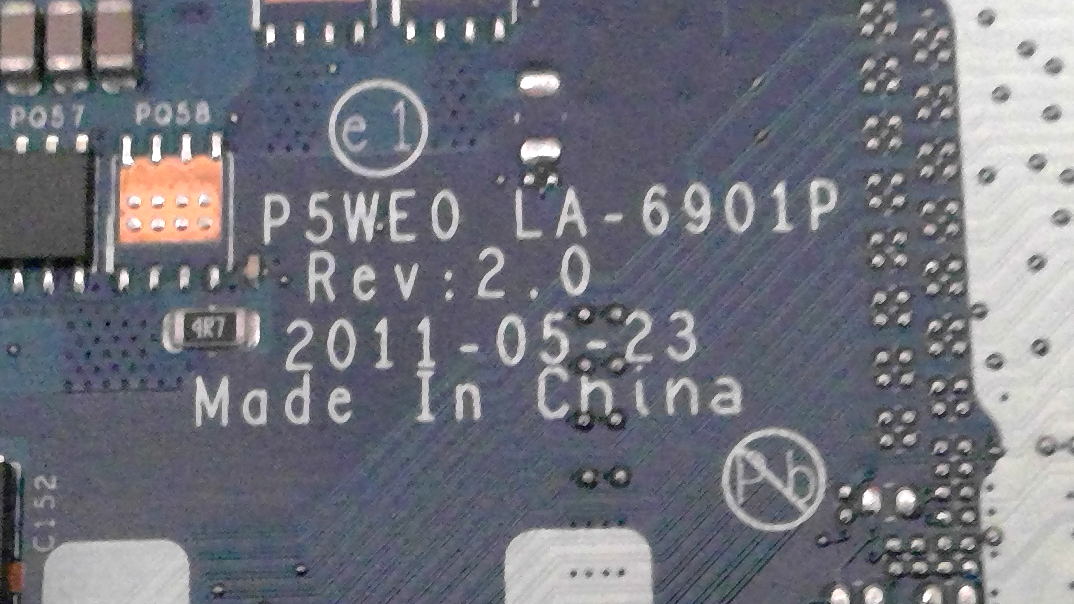 PQ57 PQ58
e1
P5WE0 LA-6901P
Rev:2.0
4R7
2011-05-23
Made In China
Pb
C152